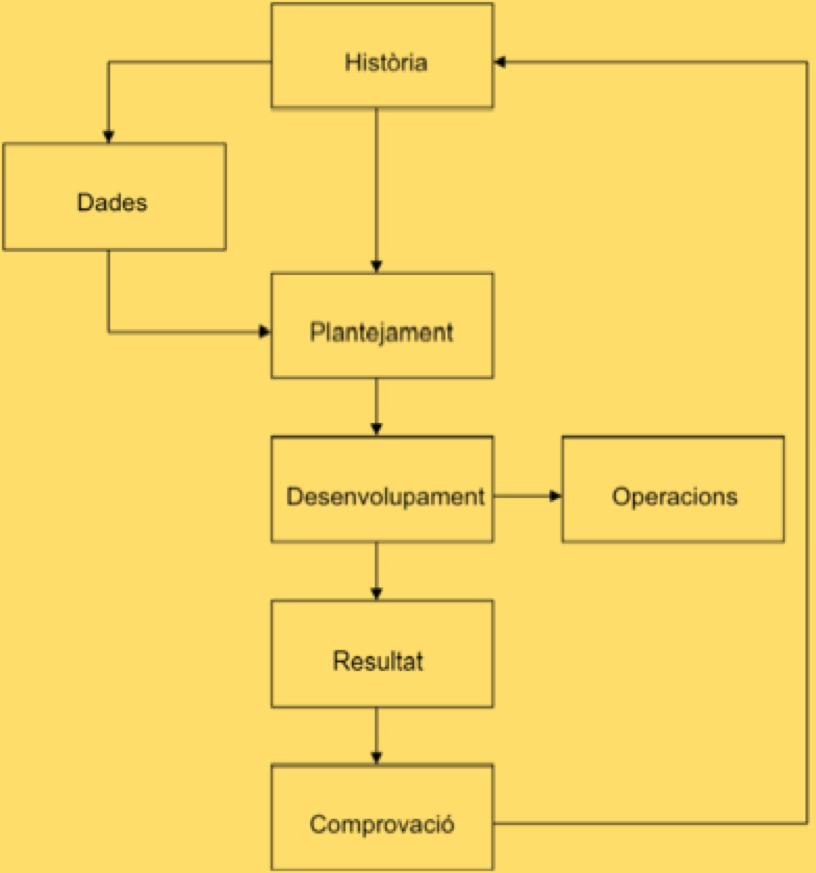 Història
Dades
Plantejament
Desenvolupament
Operacions
Resultat
Comprovació